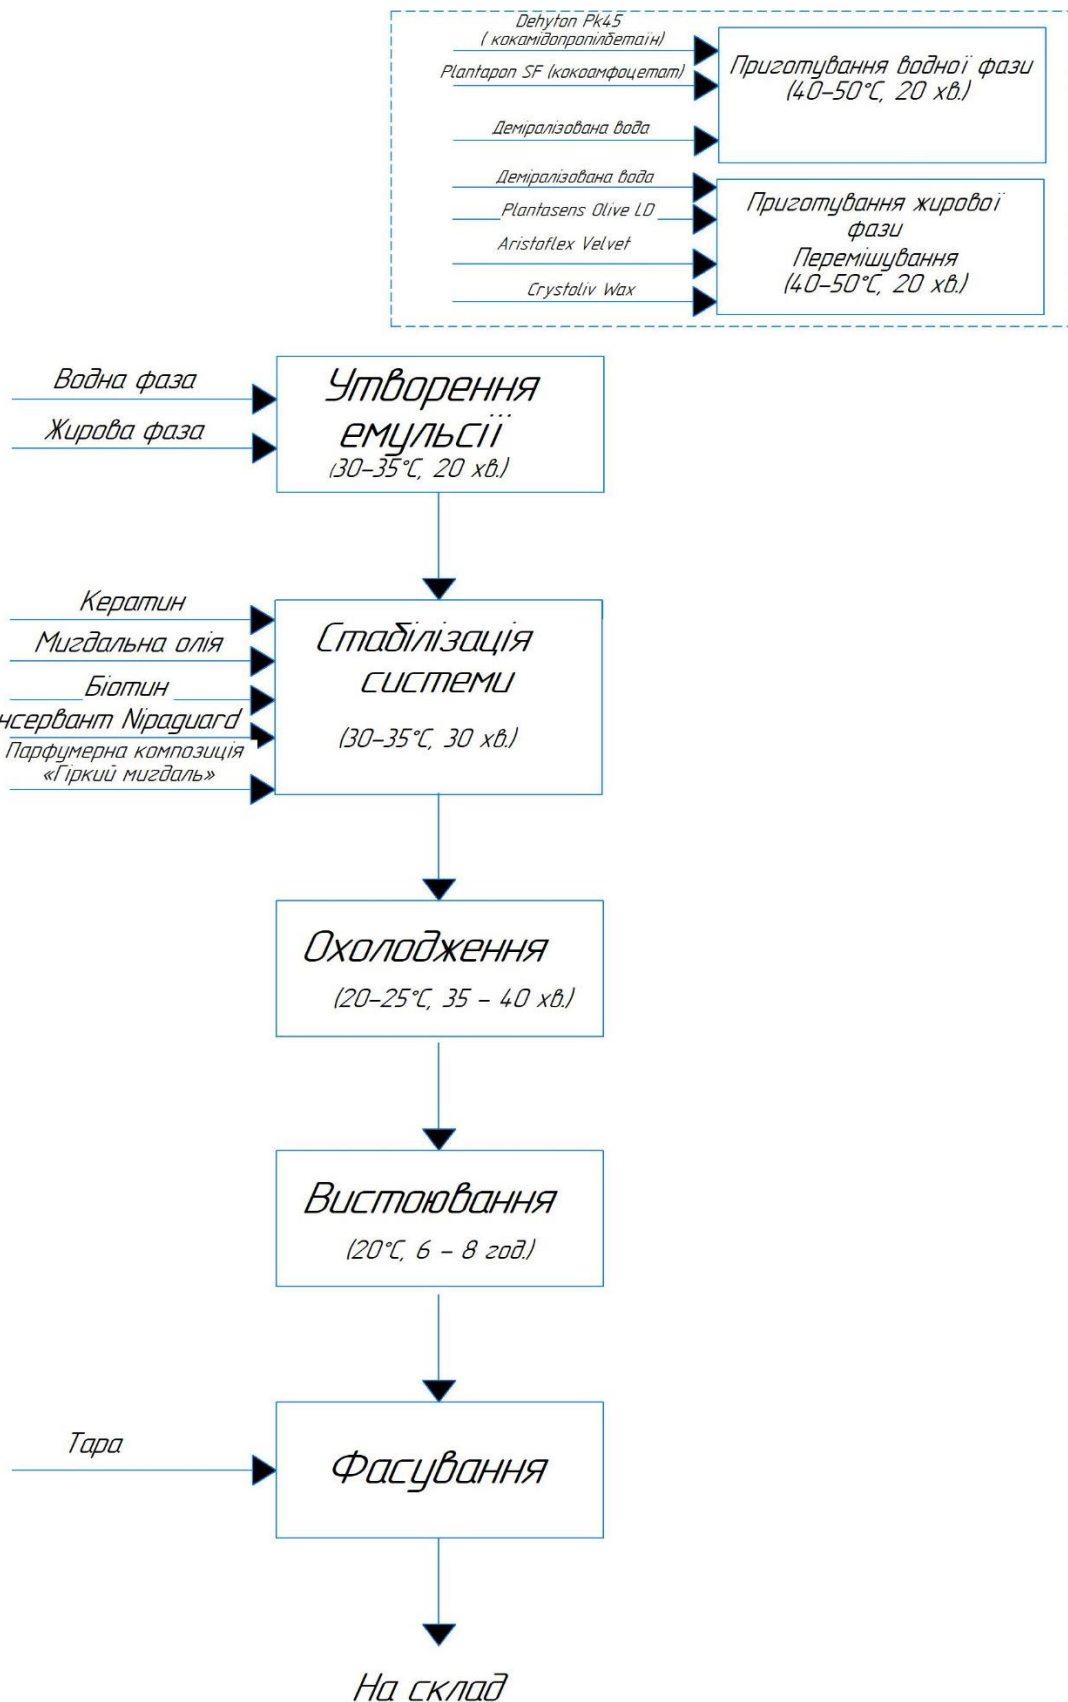 Dehyton Pk45
( кокамідопропілбетаїн)
Plantapon SF (кокоамфоцетат)
Деміралізована вода
Приготування водної фази
(40–50°C, 20 хв.)
Деміралізована вода
Plantasens Olive LD
Aristoflex Velvet
Crystoliv Wax
Приготування жирової
фази
Перемішування
(40–50°C, 20 хв.)
Водна фаза
Жирова фаза
Утворення
емульсії
(30–35°C, 20 хв.)
Кератин
Мигдальна олія
Біотин
нсервант Nipaguard
Парфумерна композиція
«Гіркий мигдаль»
Стабілізація
системи
(30–35°C, 30 хв.)
Охолодження
(20–25°C, 35 – 40 хв.)
Вистоювання
(20°C, 6 – 8 год.)
Тара
Фасування
На склад